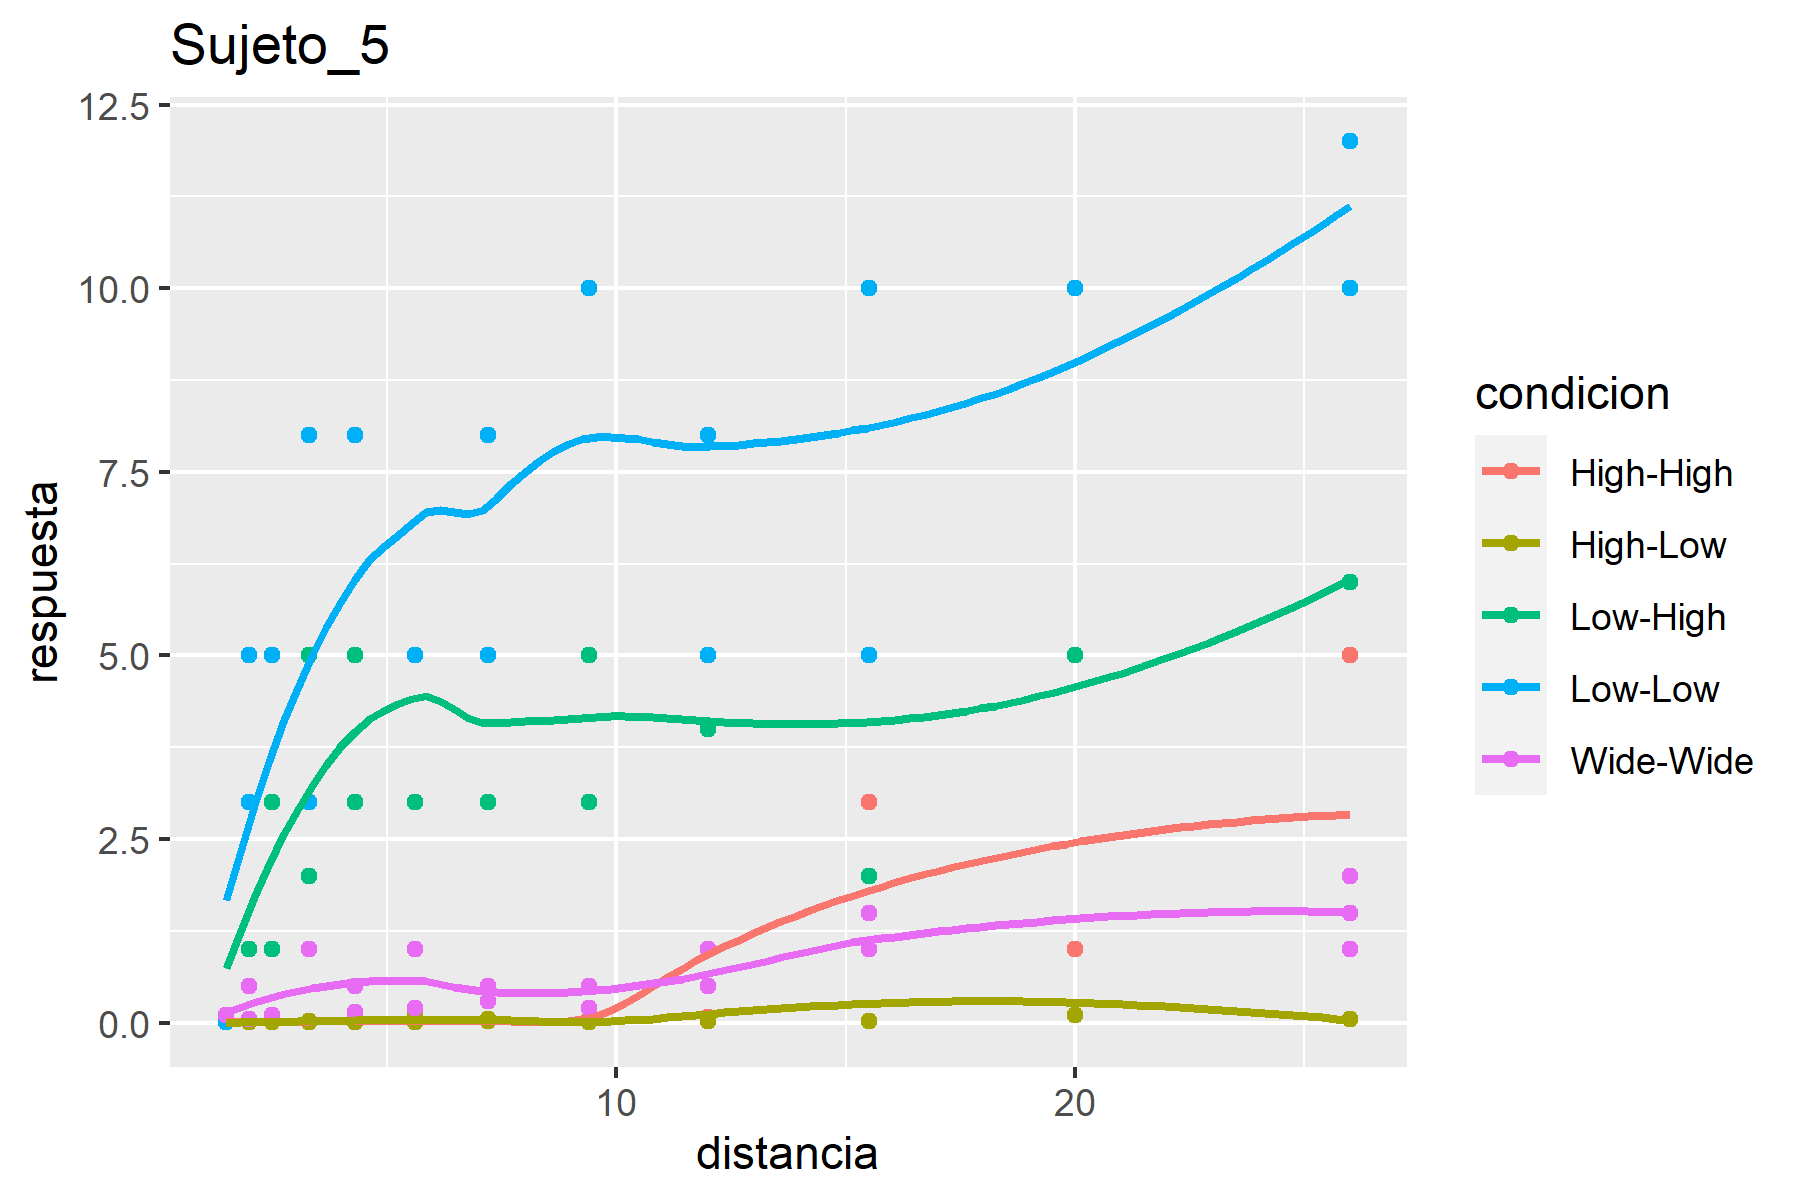 Sujeto_5
12.5
10.0
7.5
5.0
2.5
0.0
respuesta
10
20
distancia
condicion
High-High
High-Low
Low-High
Low-Low
Wide-Wide